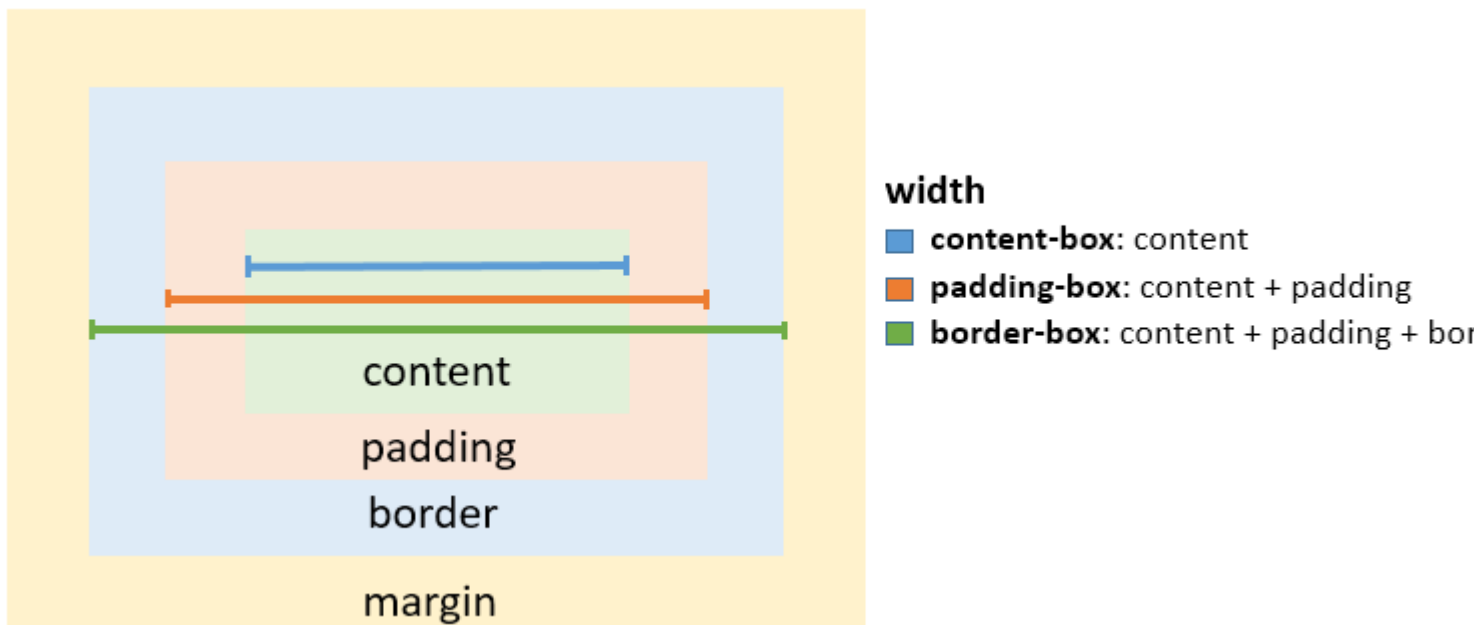 width
content-box: content
padding-box: content + padding
border-box: content + padding + bor
content
padding
border
margin